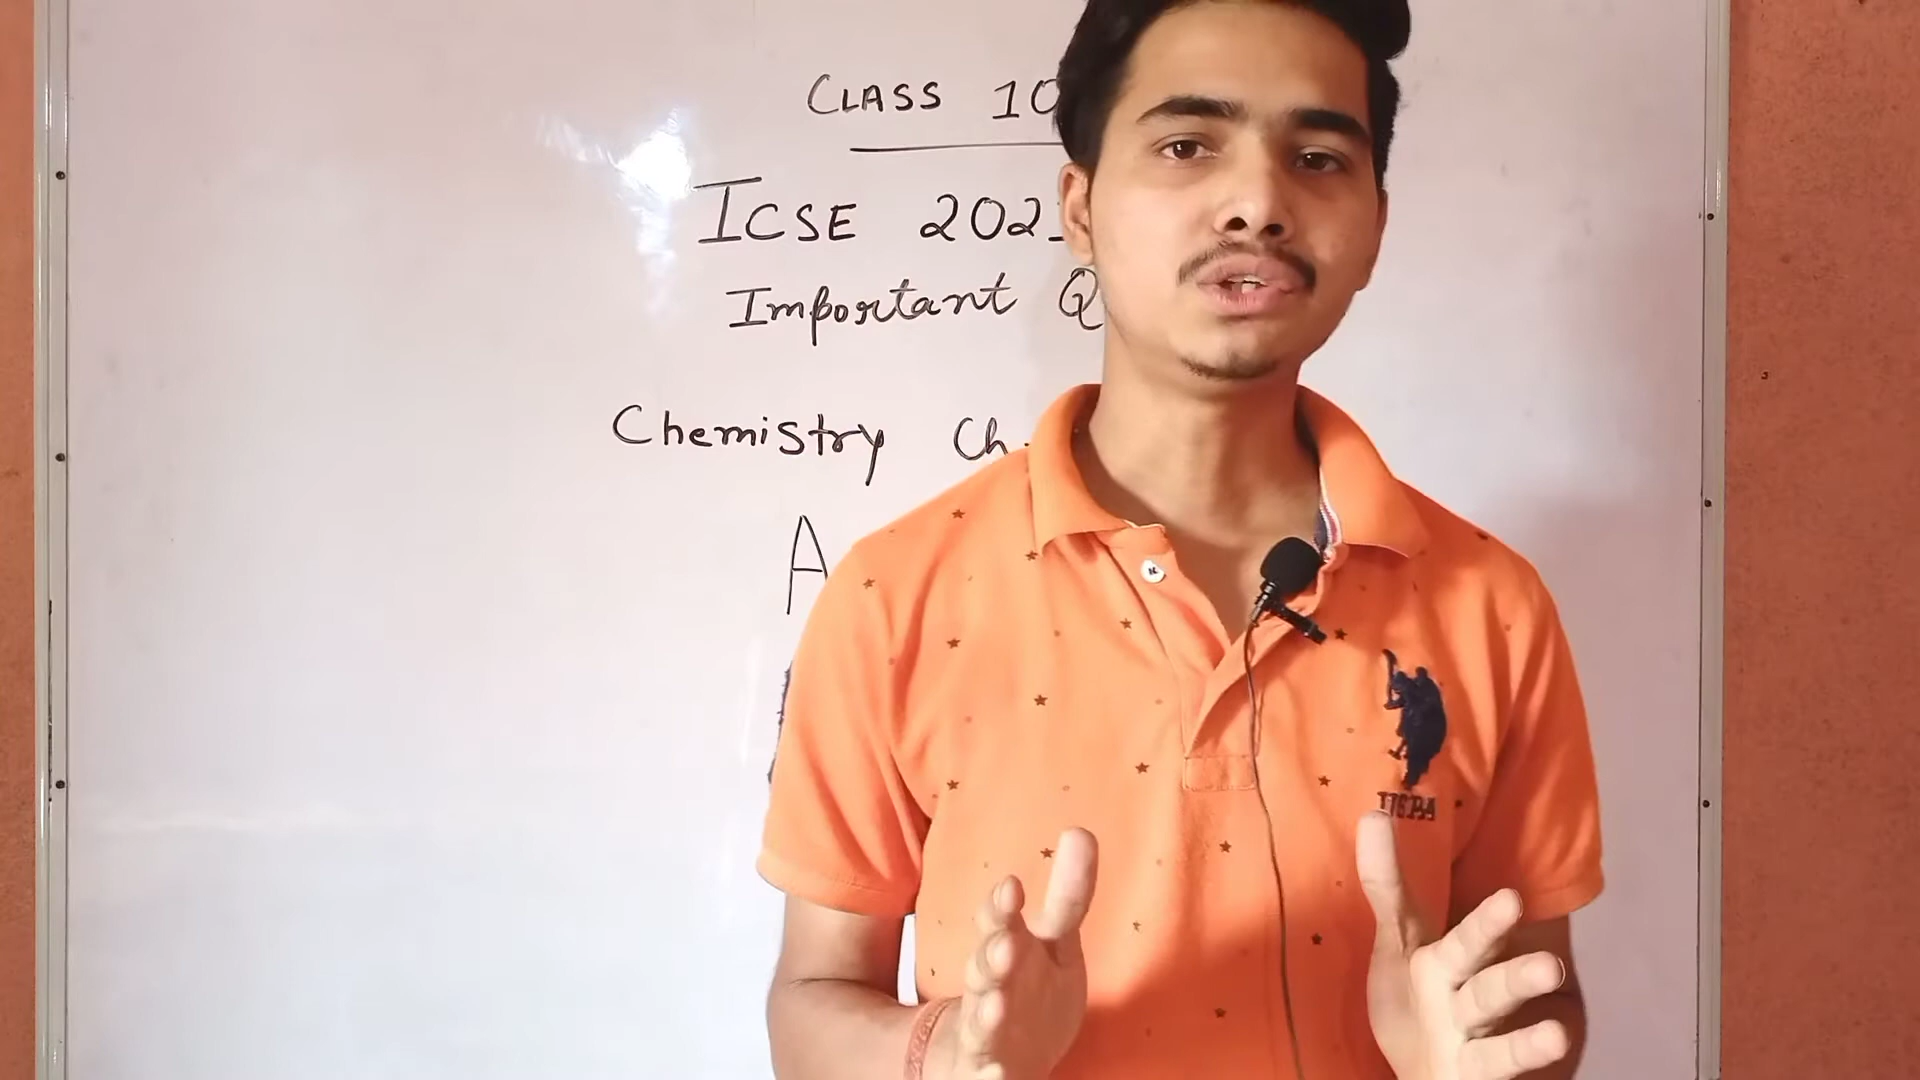 CLASS 10
ICSE 202
Important Q
Chemistry Ch.
A